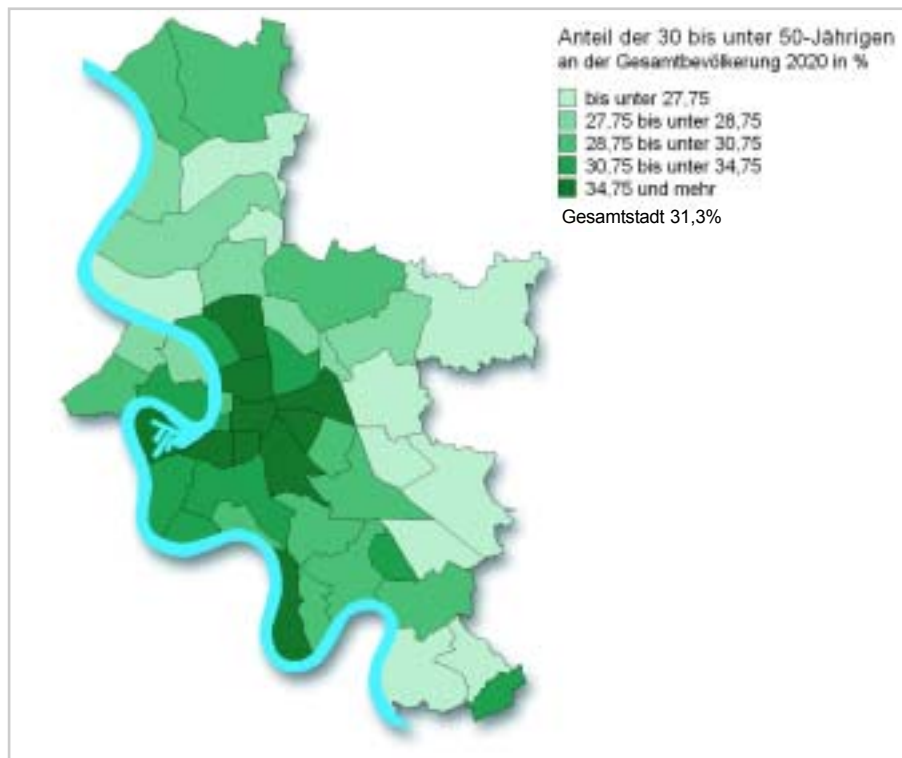 Anteil der 30 bis unter 50-Jährigen
an der Gesamtbevölkerung 2020 in %
bis unter 27,75
27,75 bis unter 28,75
28,75 bis unter 30,75
30,75 bis unter 34,75
34,75 und mehr
Gesamtstadt 31,3%